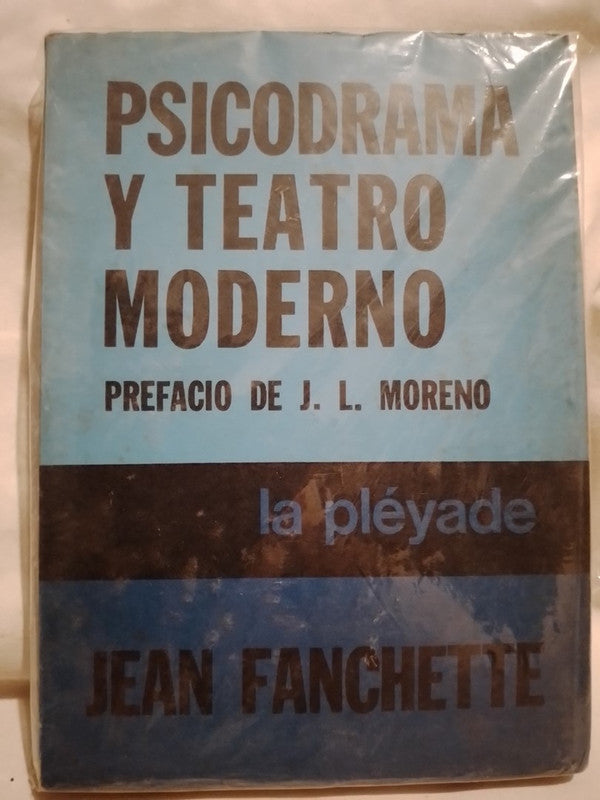 PSICODRAMA
Y TEATRO
MODERNO
PREFACIO DE J. L. MORENO
la pléyade
JEAN FANCHETTE